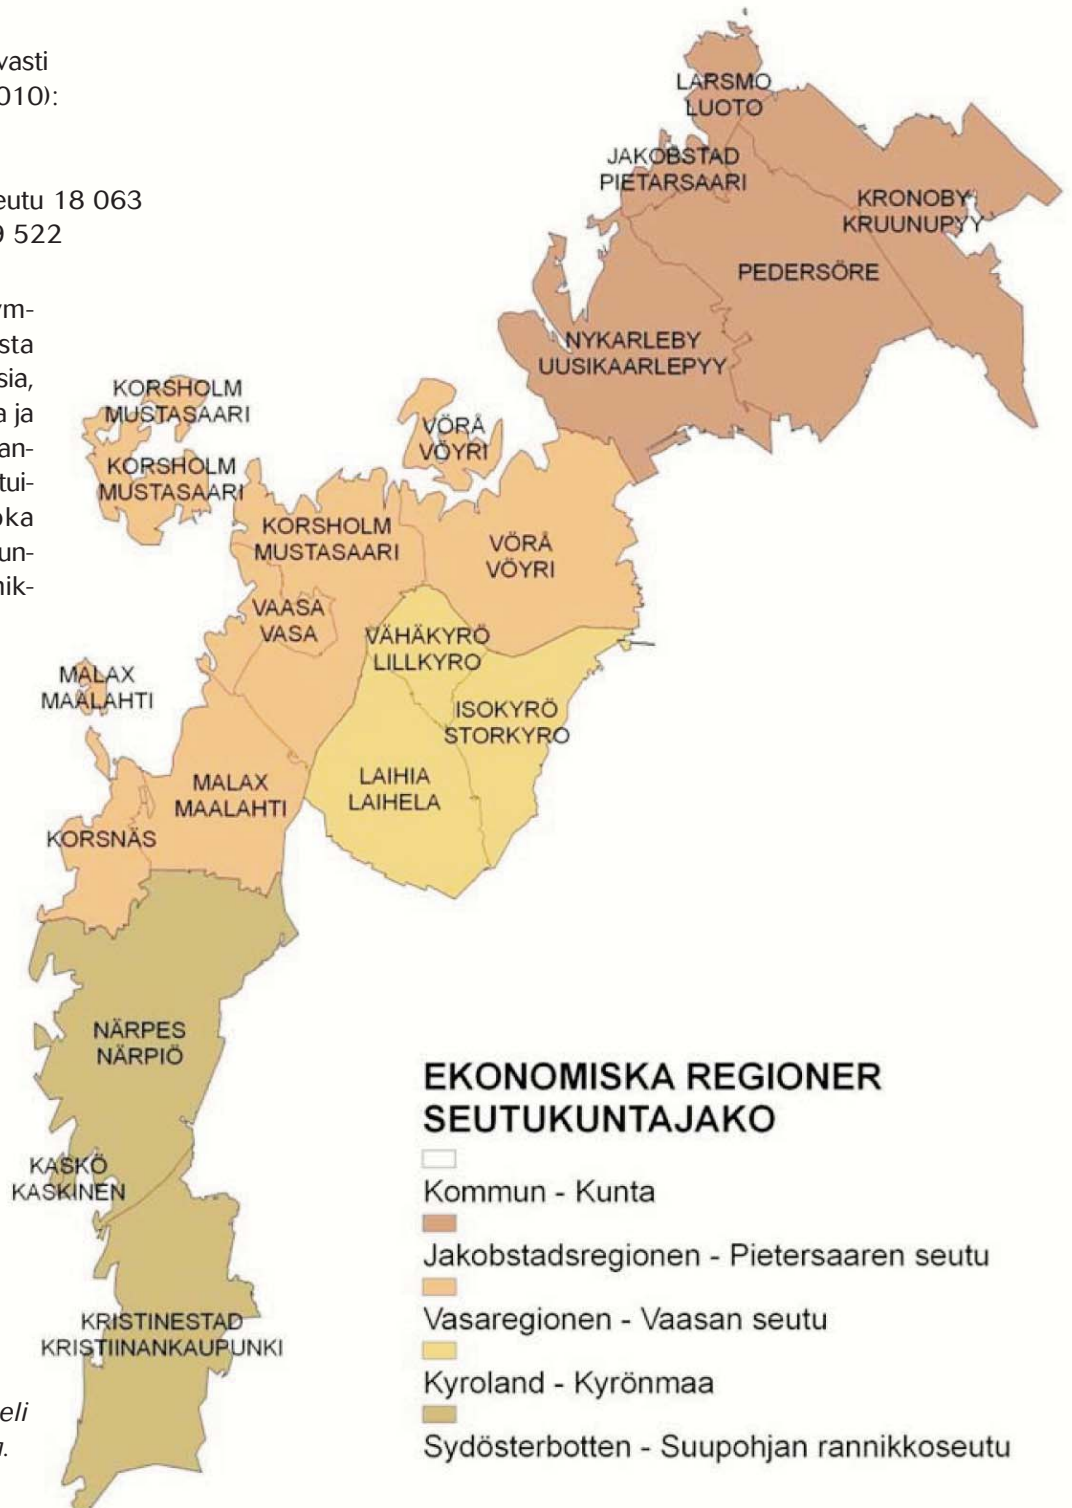 vasti
010):
eutu 18 063
9 522
ym-
sta
sia,
a ja
an-
tui-
oka
un-
nik-
LARSMO
LUOTO
JAKOBSTAD
PIETARSAARI
KRONOBY
KRUUNUPYY
PEDERSÖRE
NYKARLEBY
UUSIKAARLEPYY
KORSHOLM
MUSTASAARI
KORSHOLM
MUSTASAARI
VÖRÅ
VÖYRI
KORSHOLM
MUSTASAARI
VÖRÅ
VÖYRI
VAASA
VASA
VÄHÄKYRÖ
LILLKYRO
MALAX
MAALAHTI
ISOKYRÖ
STORKYRO
LAIHIA
LAIHELA
MALAX
MAALAHTI
KORSNÄS
NÄRPES
NÄRPIÖ
KASKÖ
KASKINEN
KRISTINESTAD
KRISTIINANKAUPUNKI
EKONOMISKA REGIONER
SEUTUKUNTAJAKO
Kommun - Kunta
Jakobstadsregionen - Pietersaaren seutu
Vasaregionen - Vaasan seutu
Kyroland - Kyrönmaa
Sydösterbotten - Suupohjan rannikkoseutu
eli